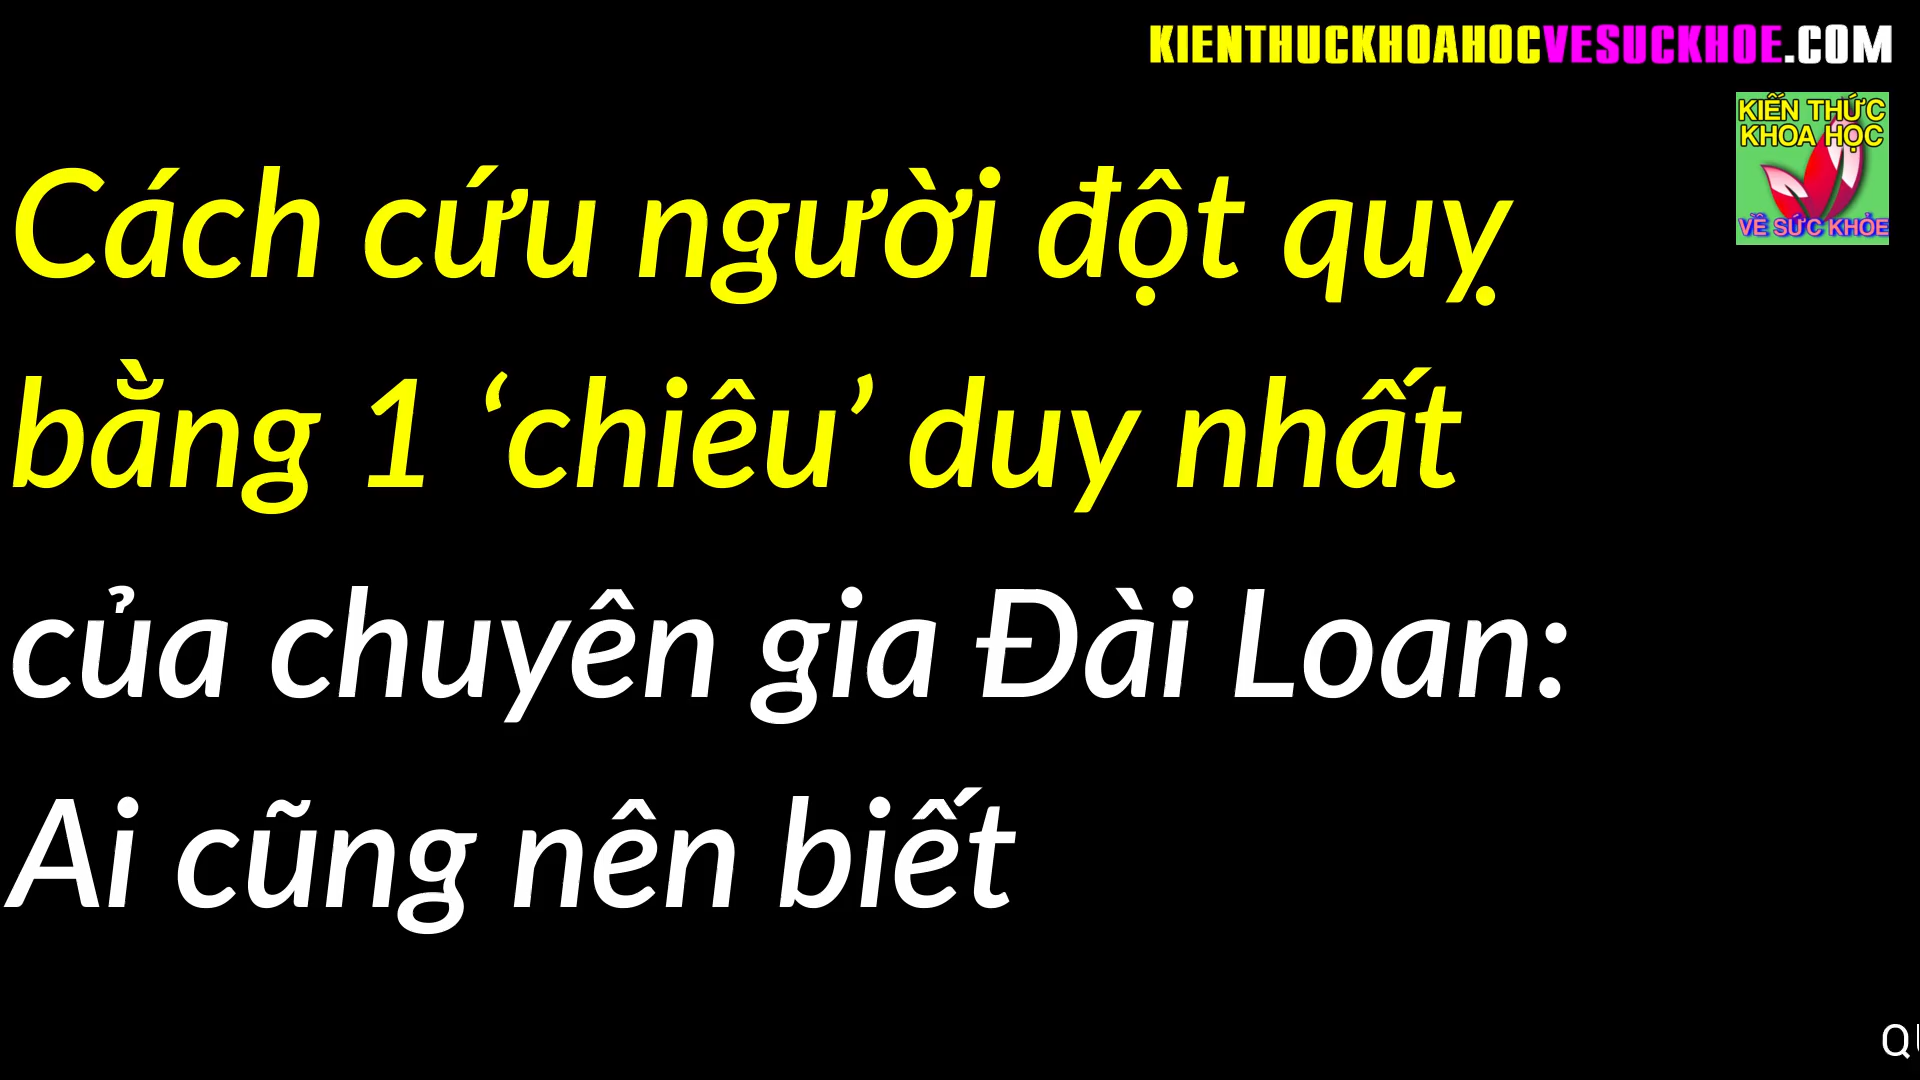 KIENTHUCKHOAHOCVESUCKHOE.COM
KIẾN THỨC
KHOA HỌC
VỀ SỨC KHỎE
Cách cứu người đột quỵ
bằng 1 ‘chiêu’ duy nhất
của chuyên gia Đài Loan:
Ai cũng nên biết